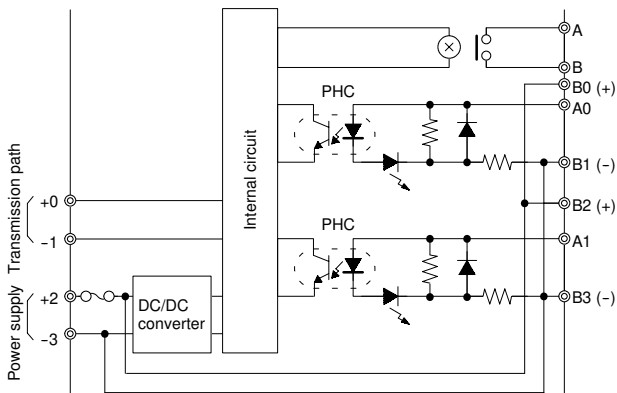 A
B
B0 (+)
PHC
A0
B1 (−)
Internal circuit
Transmission path
+0
−1
B2 (+)
PHC
A1
Power supply
+2
−3
DC/DC
converter
B3 (−)